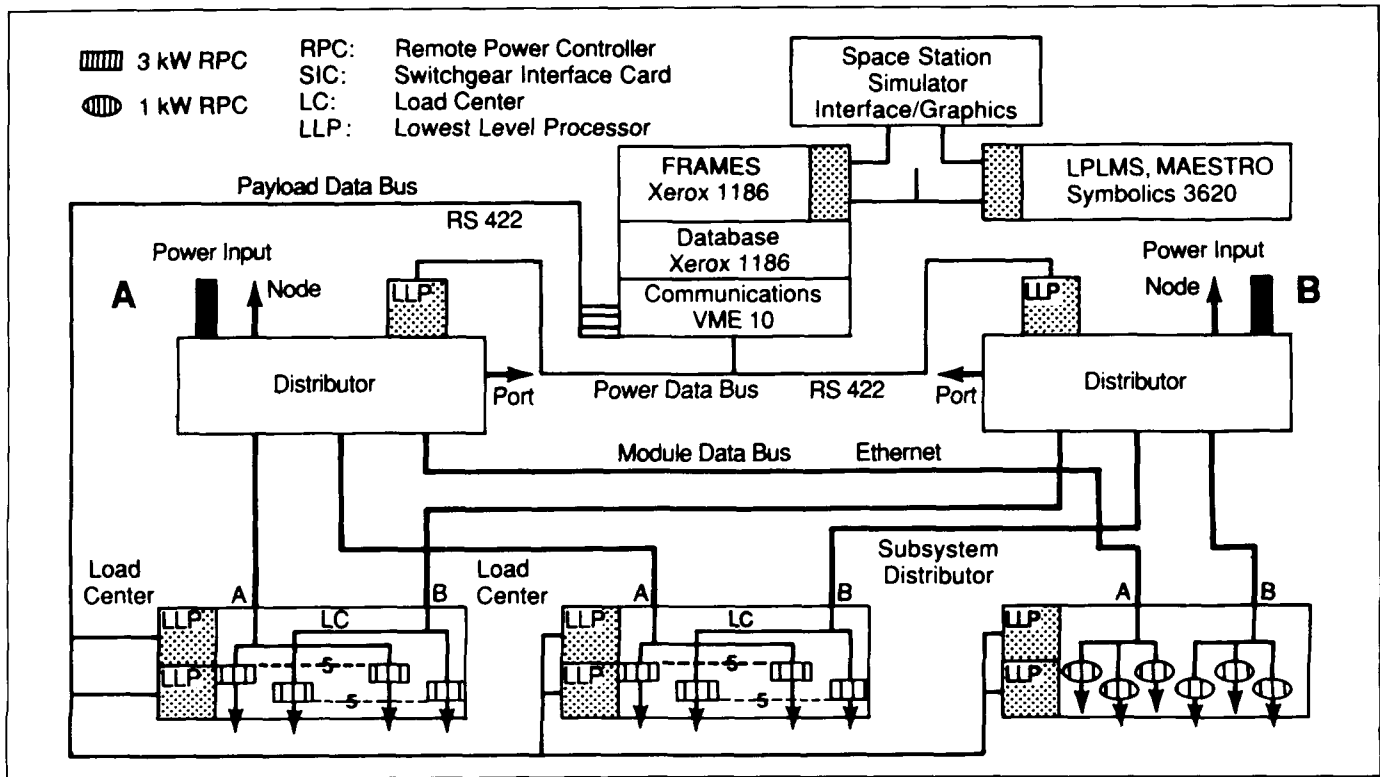 3 kW RPC
1 kW RPC
RPC: Remote Power Controller
SIC: Switchgear Interface Card
LC: Load Center
LLP: Lowest Level Processor
Space Station
Simulator
Interface/Graphics
FRAMES
Xerox 1186
LPLMS, MAESTRO
Symbolics 3620
Payload Data Bus
RS 422
Database
Xerox 1186
Communications
VME 10
Power Input
A
Node
LLP
Power Input
Node
B
LLP
Distributor
Port
Power Data Bus
RS 422
Port
Distributor
Module Data Bus
Ethernet
Load
Center
A
B
LLP
LLP
LC
5
5
Load
Center
A
B
LLP
LLP
LC
5
5
Subsystem
Distributor
A
B
LLP
LLP